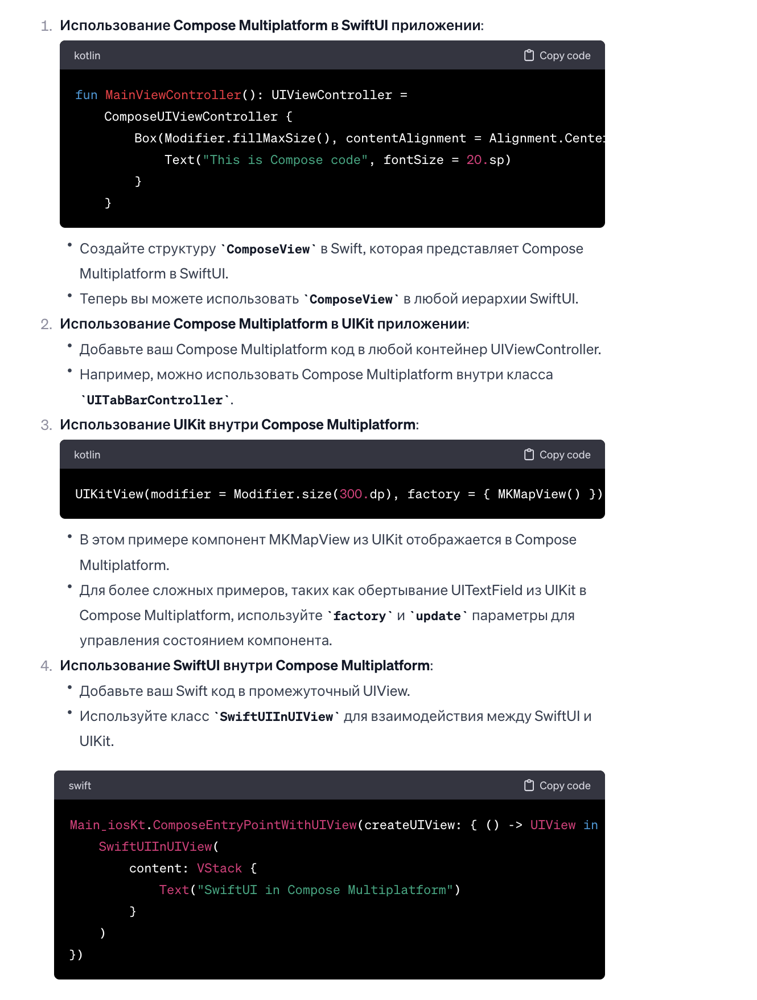 1. Использование Compose Multiplatform в SwiftUI приложении:
kotlin Copy code
fun MainViewController(): UIViewController =
    ComposeUIViewController {
        Box(Modifier.fillMaxSize(), contentAlignment = Alignment.Center
            Text("This is Compose code", fontSize = 20.sp)
        }
    }
• Создайте структуру `ComposeView` в Swift, которая представляет Compose
Multiplatform в SwiftUI.
• Теперь вы можете использовать `ComposeView` в любой иерархии SwiftUI.
2. Использование Compose Multiplatform в UIKit приложении:
• Добавьте ваш Compose Multiplatform код в любой контейнер UIViewController.
• Например, можно использовать Compose Multiplatform внутри класса
`UITabBarController`.
3. Использование UIKit внутри Compose Multiplatform:
kotlin Copy code
UIKitView(modifier = Modifier.size(300.dp), factory = { MKMapView() })
• В этом примере компонент MKMapView из UIKit отображается в Compose
Multiplatform.
• Для более сложных примеров, таких как обертывание UITextField из UIKit в
Compose Multiplatform, используйте `factory` и `update` параметры для
управления состоянием компонента.
4. Использование SwiftUI внутри Compose Multiplatform:
• Добавьте ваш Swift код в промежуточный UIView.
• Используйте класс `SwiftUIInUIView` для взаимодействия между SwiftUI и
UIKit.
swift Copy code
Main_iosKt.ComposeEntryPointWithUIView(createUIView: { () -> UIView in
    SwiftUIInUIView(
        content: VStack {
            Text("SwiftUI in Compose Multiplatform")
        }
    )
})